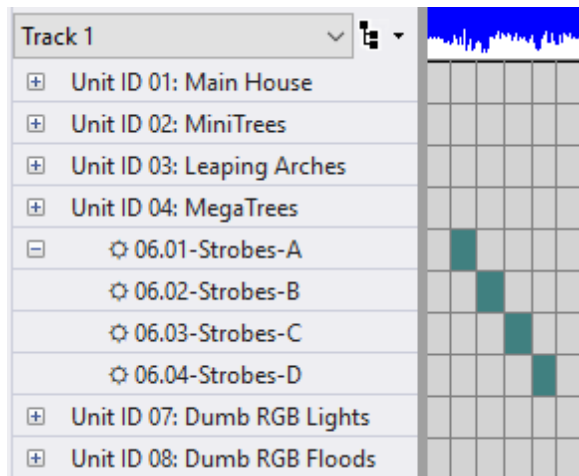 Track 1
Unit ID 01: Main House
Unit ID 02: MiniTrees
Unit ID 03: Leaping Arches
Unit ID 04: MegaTrees
06.01-Strobes-A
06.02-Strobes-B
06.03-Strobes-C
06.04-Strobes-D
Unit ID 07: Dumb RGB Lights
Unit ID 08: Dumb RGB Floods